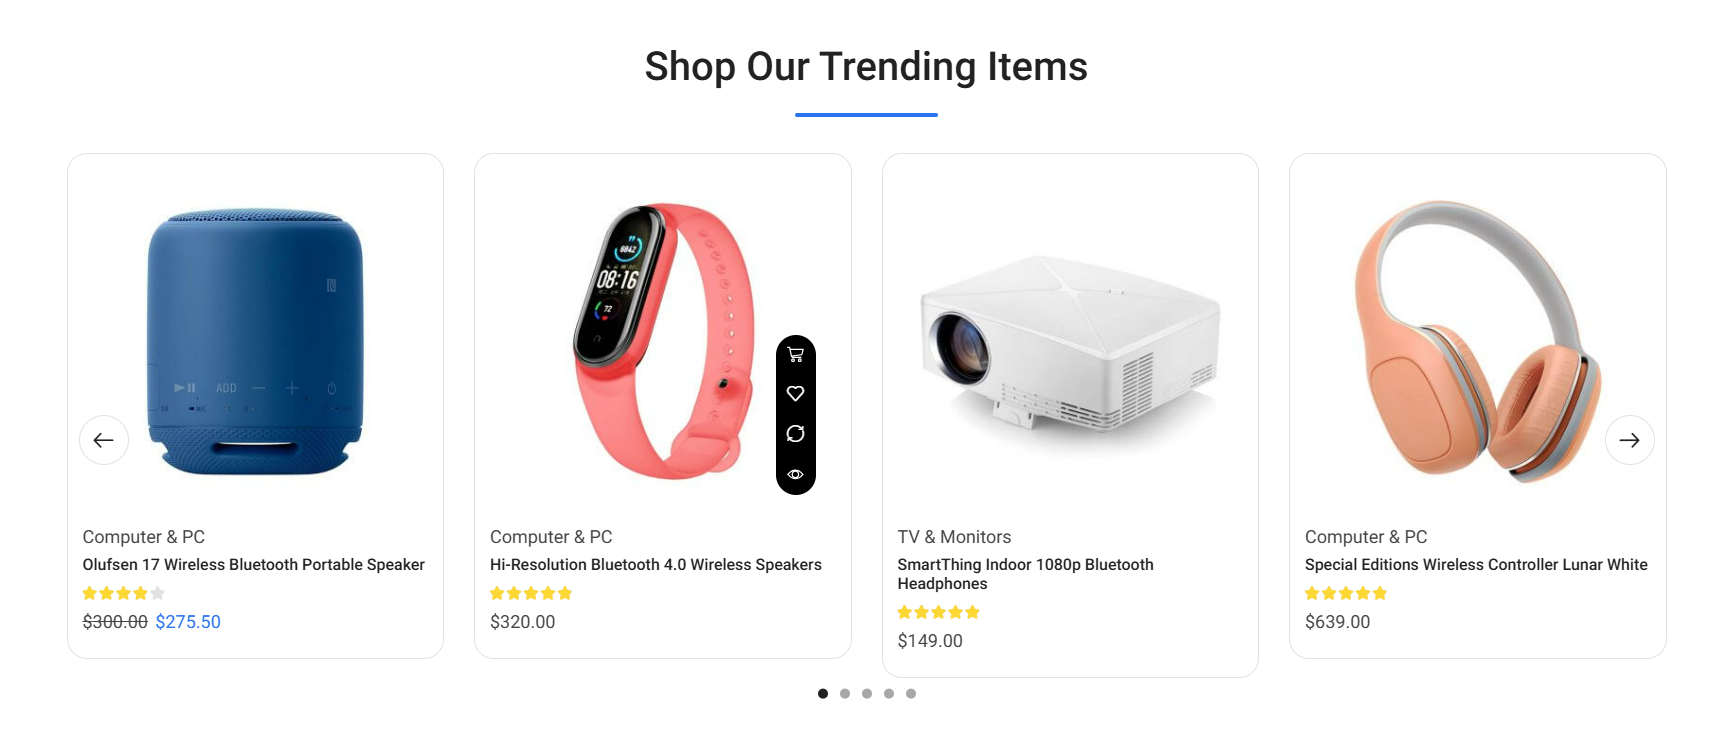 Shop Our Trending Items
ADD
08:16
72
Computer & PC
Olufsen 17 Wireless Bluetooth Portable Speaker
$300.00 $275.50
Computer & PC
Hi-Resolution Bluetooth 4.0 Wireless Speakers
$320.00
TV & Monitors
SmartThing Indoor 1080p Bluetooth
Headphones
$149.00
Computer & PC
Special Editions Wireless Controller Lunar White
$639.00